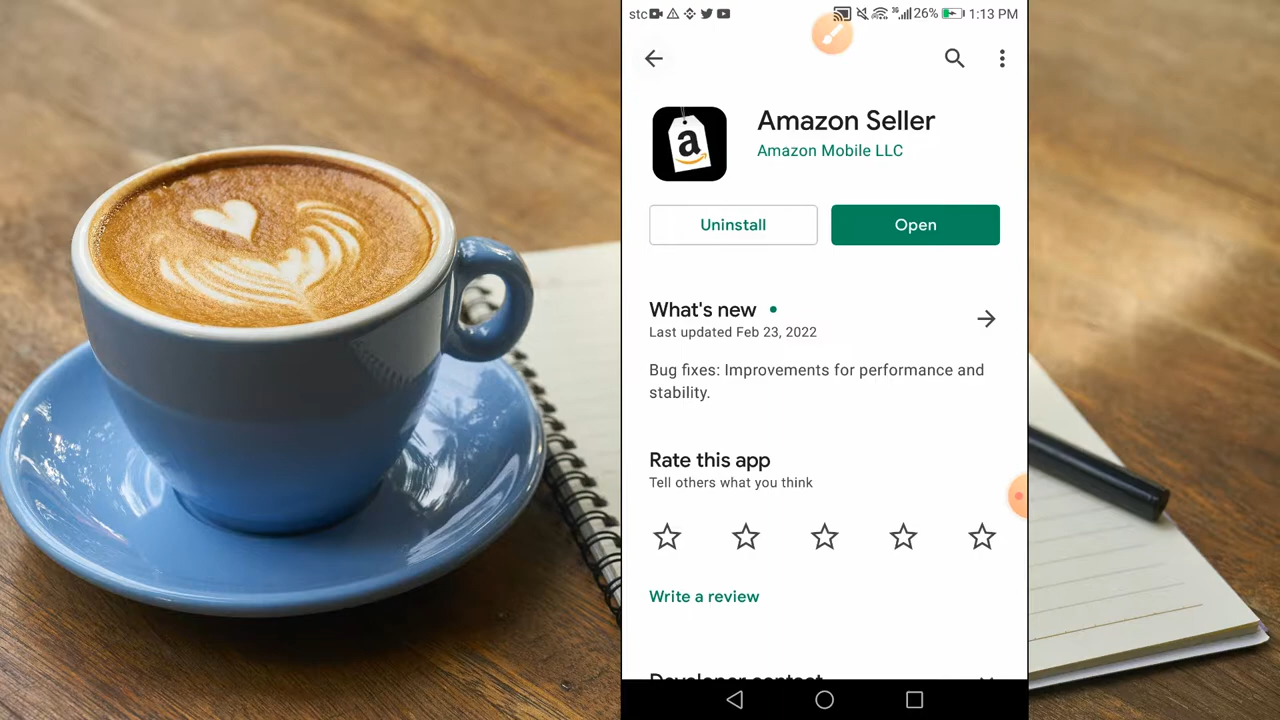 stc 3G 26% 1:13 PM
a
Amazon Seller
Amazon Mobile LLC
Uninstall Open
What's new
Last updated Feb 23, 2022
Bug fixes: Improvements for performance and
stability.
Rate this app
Tell others what you think
Write a review
Developer contact